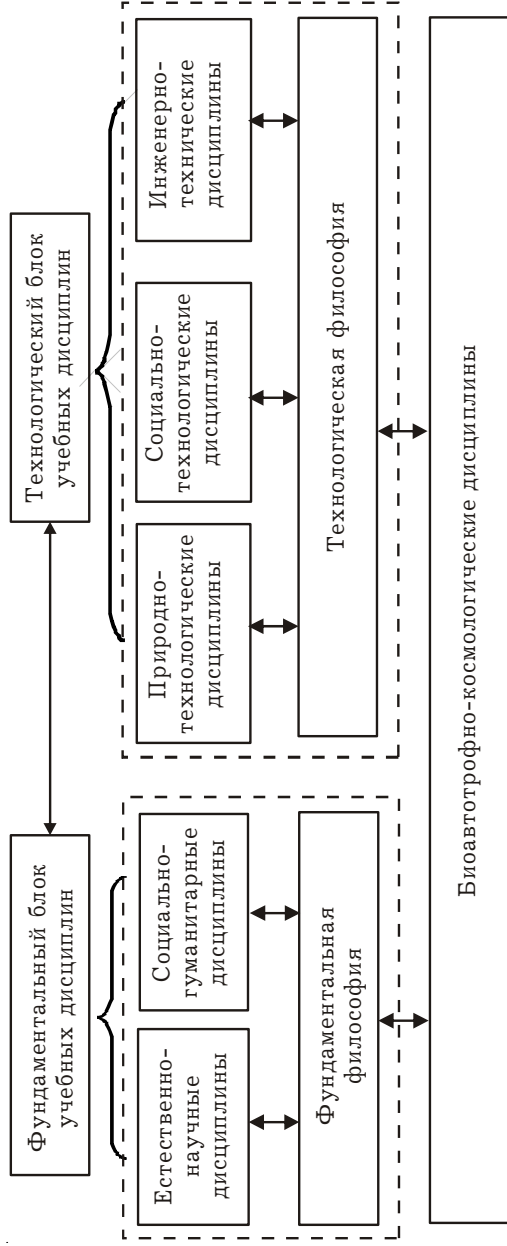 Фундаментальный блок
учебных дисциплин
Технологический блок
учебных дисциплин
Естественно-
научные
дисциплины
Социально-
гуманитарные
дисциплины
Природно-
технологические
дисциплины
Социально-
технологические
дисциплины
Инженерно-
технические
дисциплины
Фундаментальная
философия
Технологическая философия
Биоавтотрофно-космологические дисциплины